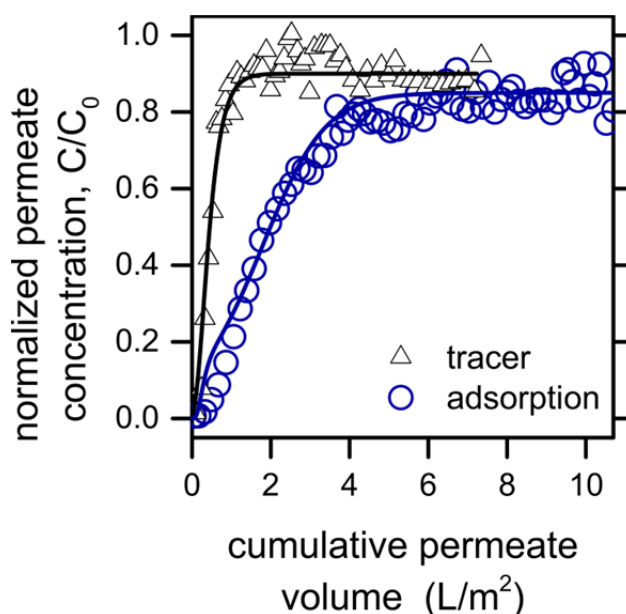 normalized permeate
concentration, C/C₀
1.0
0.8
0.6
0.4
0.2
0.0
tracer
adsorption
0 2 4 6 8 10
cumulative permeate
volume (L/m²)